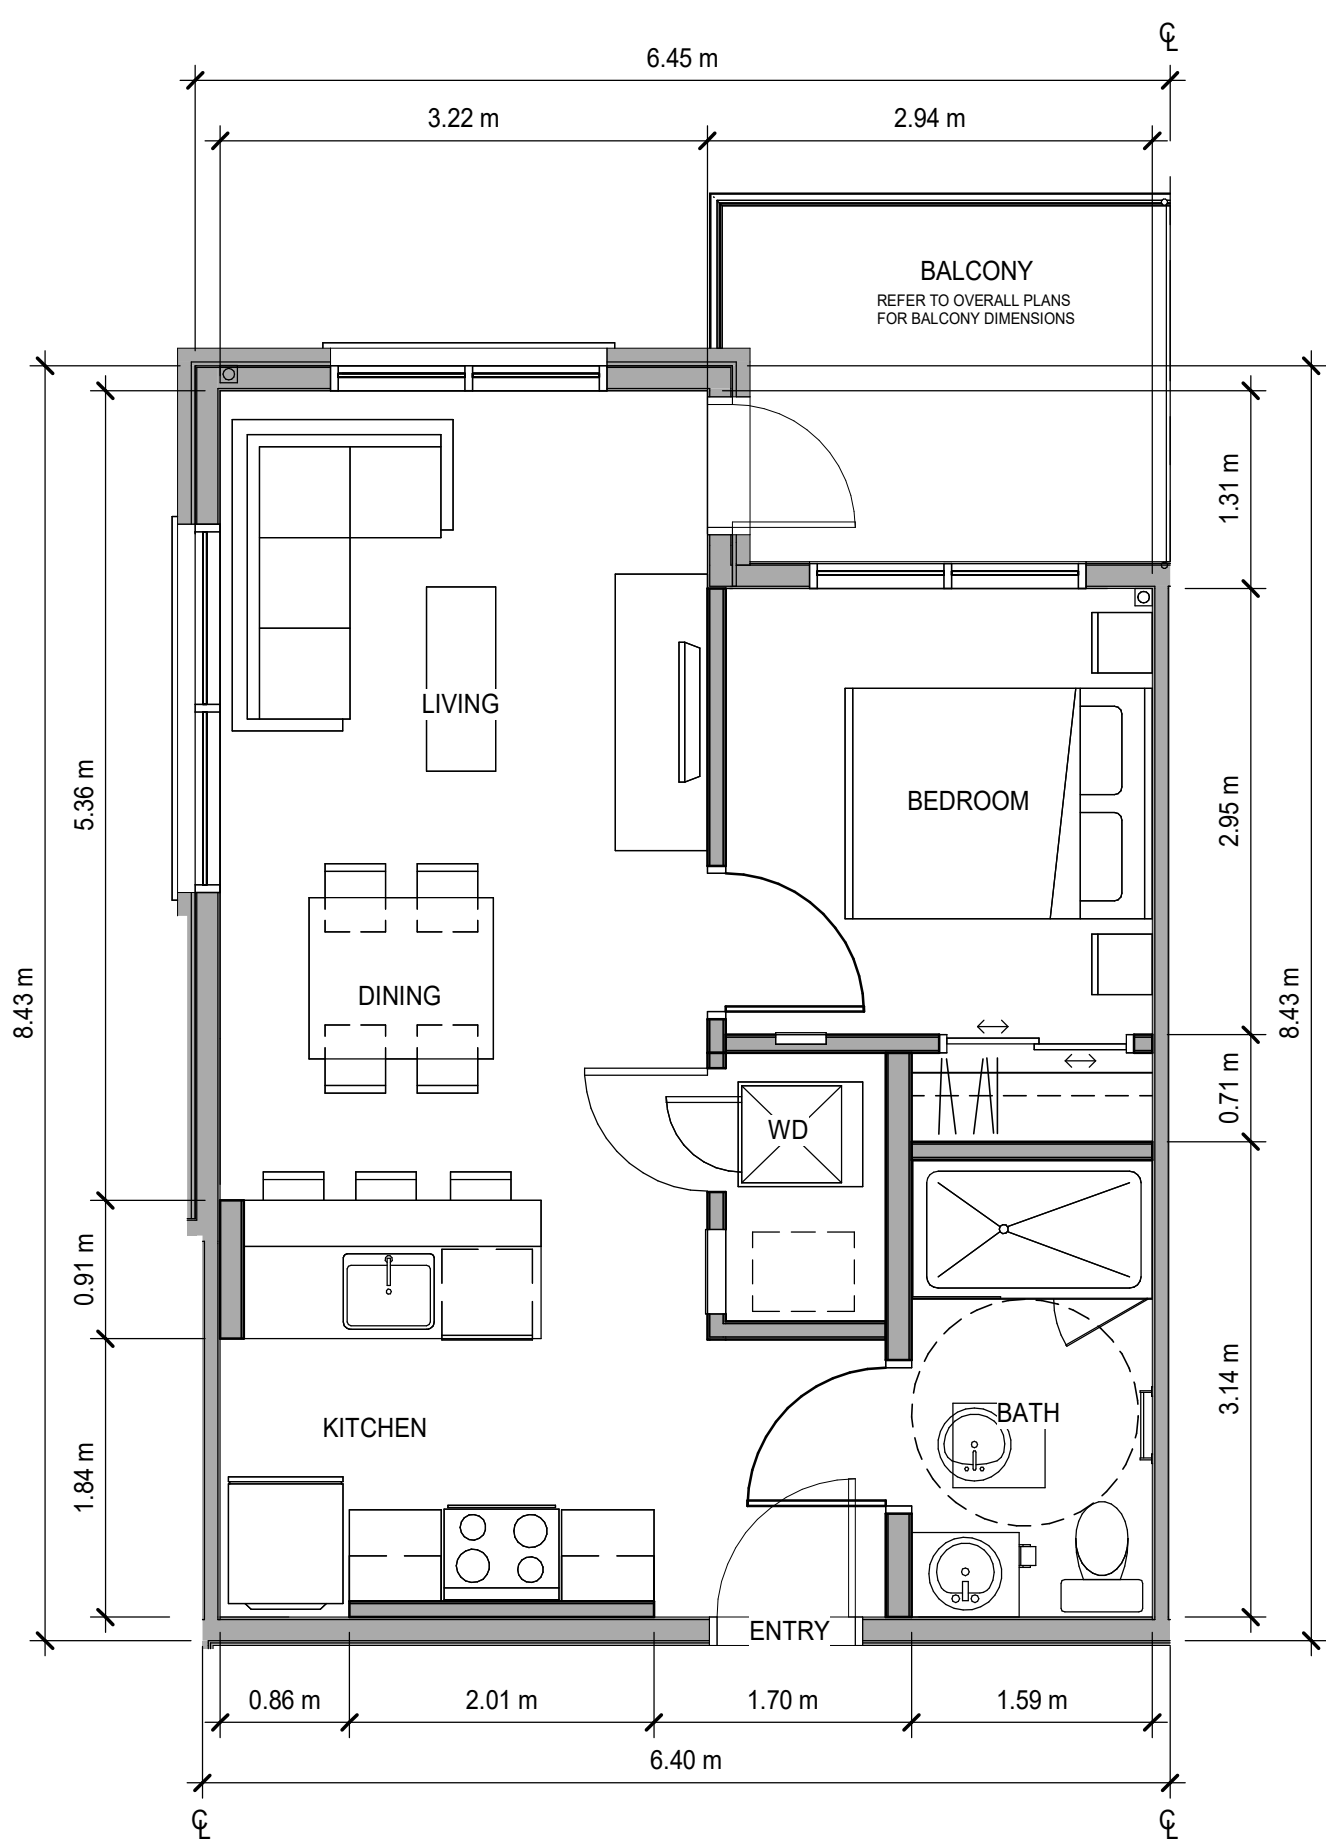 ℄
6.45 m
3.22 m
2.94 m
BALCONY
REFER TO OVERALL PLANS
FOR BALCONY DIMENSIONS
1.31 m
LIVING
5.36 m
BEDROOM
2.95 m
DINING
8.43 m
8.43 m
0.71 m
WD
0.91 m
3.14 m
BATH
KITCHEN
1.84 m
ENTRY
0.86 m
2.01 m
1.70 m
1.59 m
6.40 m
℄
℄